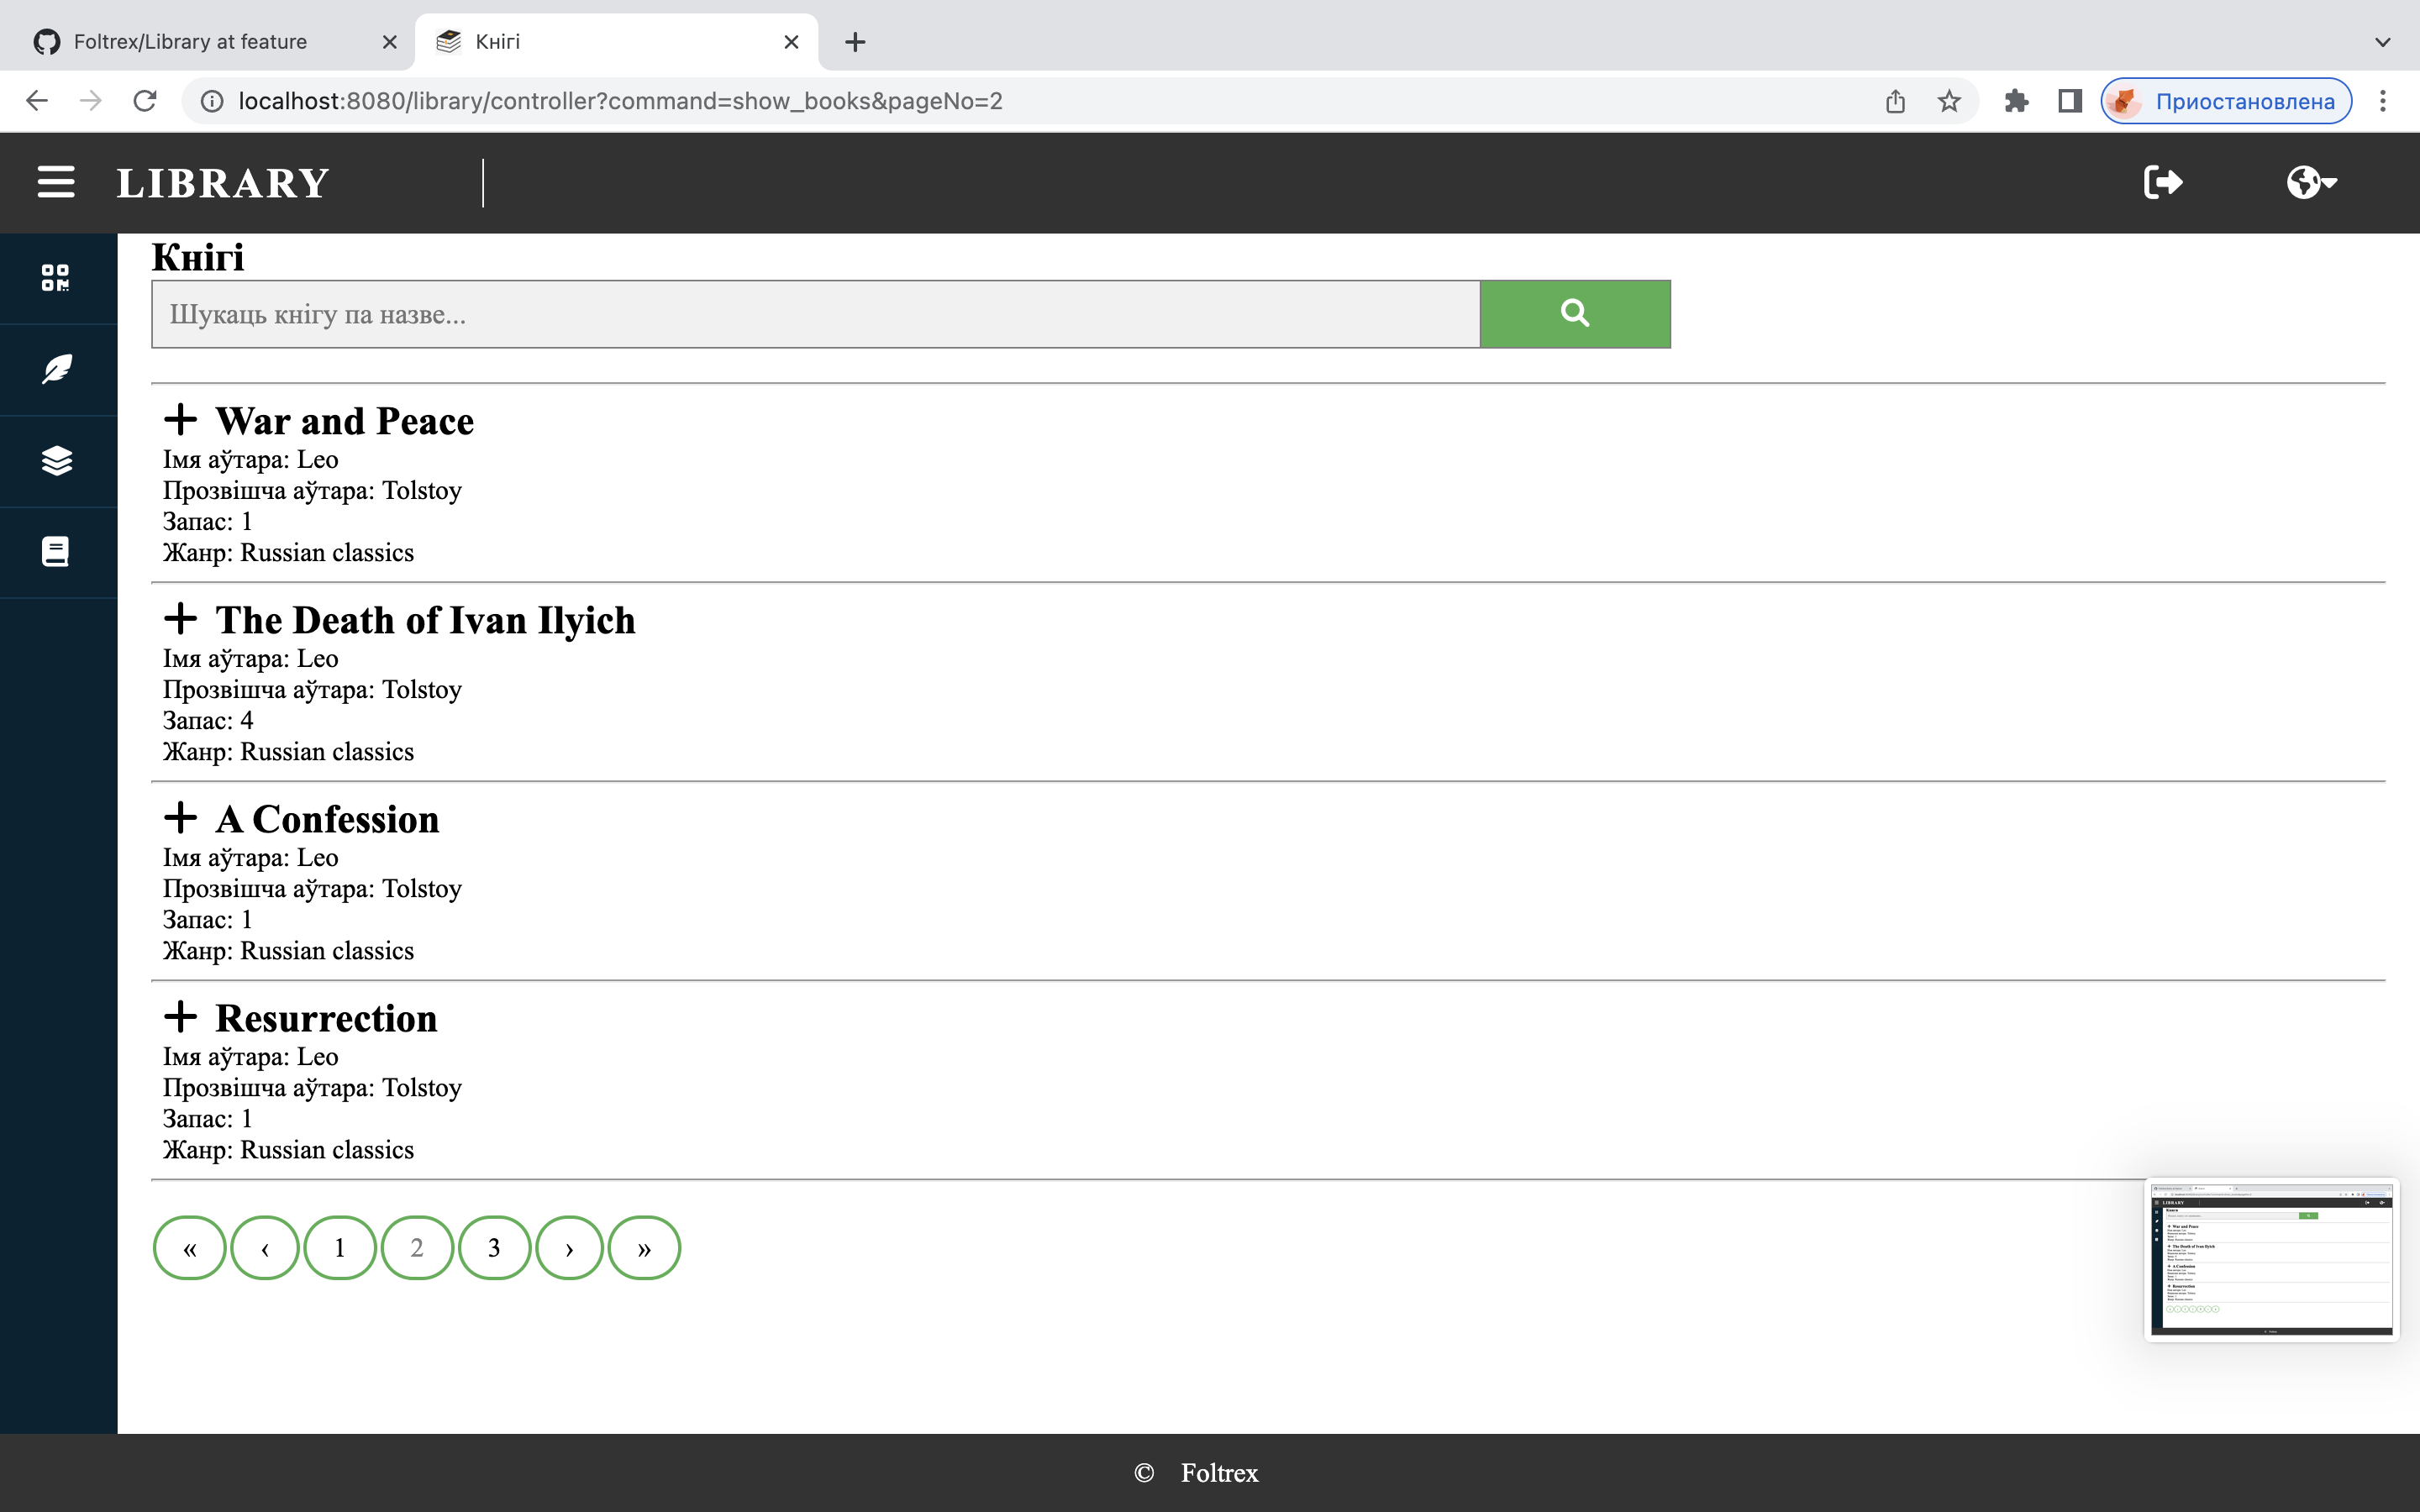 Foltrex/Library at feature
Кнігі
localhost:8080/library/controller?command=show_books&pageNo=2
Приостановлена
LIBRARY
Кнігі
Шукаць кнігу па назве...
War and Peace
Імя аўтара: Leo
Прозвішча аўтара: Tolstoy
Запас: 1
Жанр: Russian classics
The Death of Ivan Ilyich
Імя аўтара: Leo
Прозвішча аўтара: Tolstoy
Запас: 4
Жанр: Russian classics
A Confession
Імя аўтара: Leo
Прозвішча аўтара: Tolstoy
Запас: 1
Жанр: Russian classics
Resurrection
Імя аўтара: Leo
Прозвішча аўтара: Tolstoy
Запас: 1
Жанр: Russian classics
« ‹ 1 2 3 › »
© Foltrex